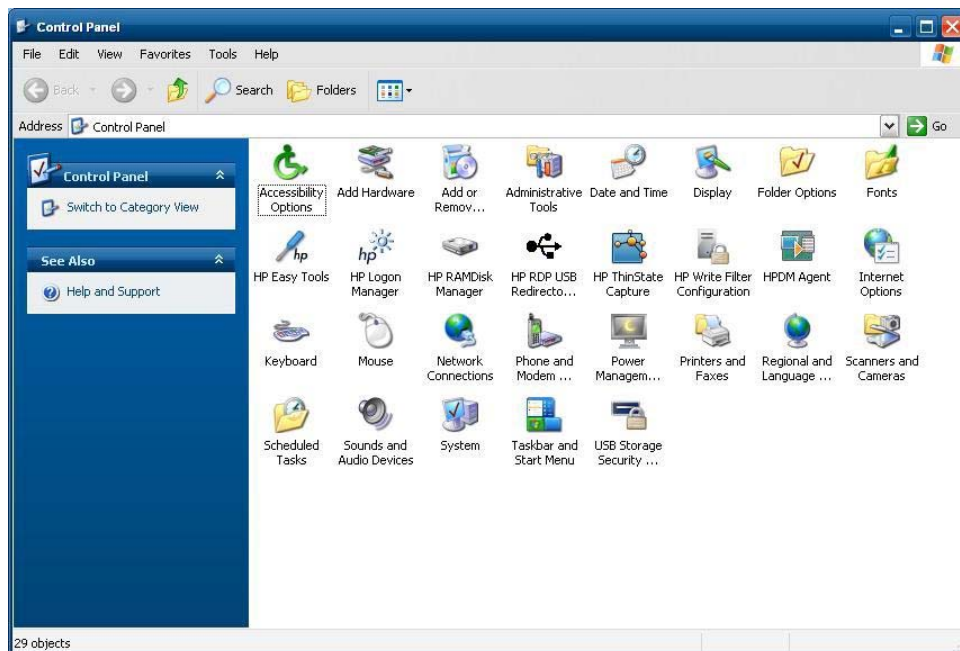 Control Panel
File Edit View Favorites Tools Help
Back Search Folders
Address Control Panel Go
Control Panel
Switch to Category View
See Also
Help and Support
Accessibility Options
Add Hardware
Add or Remov...
Administrative Tools
Date and Time
Display
Folder Options
Fonts
hp
HP Easy Tools
hp
HP Logon Manager
HP RAMDisk Manager
HP RDP USB Redirecto...
HP ThinState Capture
HP Write Filter Configuration
HPDM Agent
Internet Options
Keyboard
Mouse
Network Connections
Phone and Modem ...
Power Managem...
Printers and Faxes
Regional and Language ...
Scanners and Cameras
Scheduled Tasks
Sounds and Audio Devices
System
Taskbar and Start Menu
USB Storage Security ...
29 objects